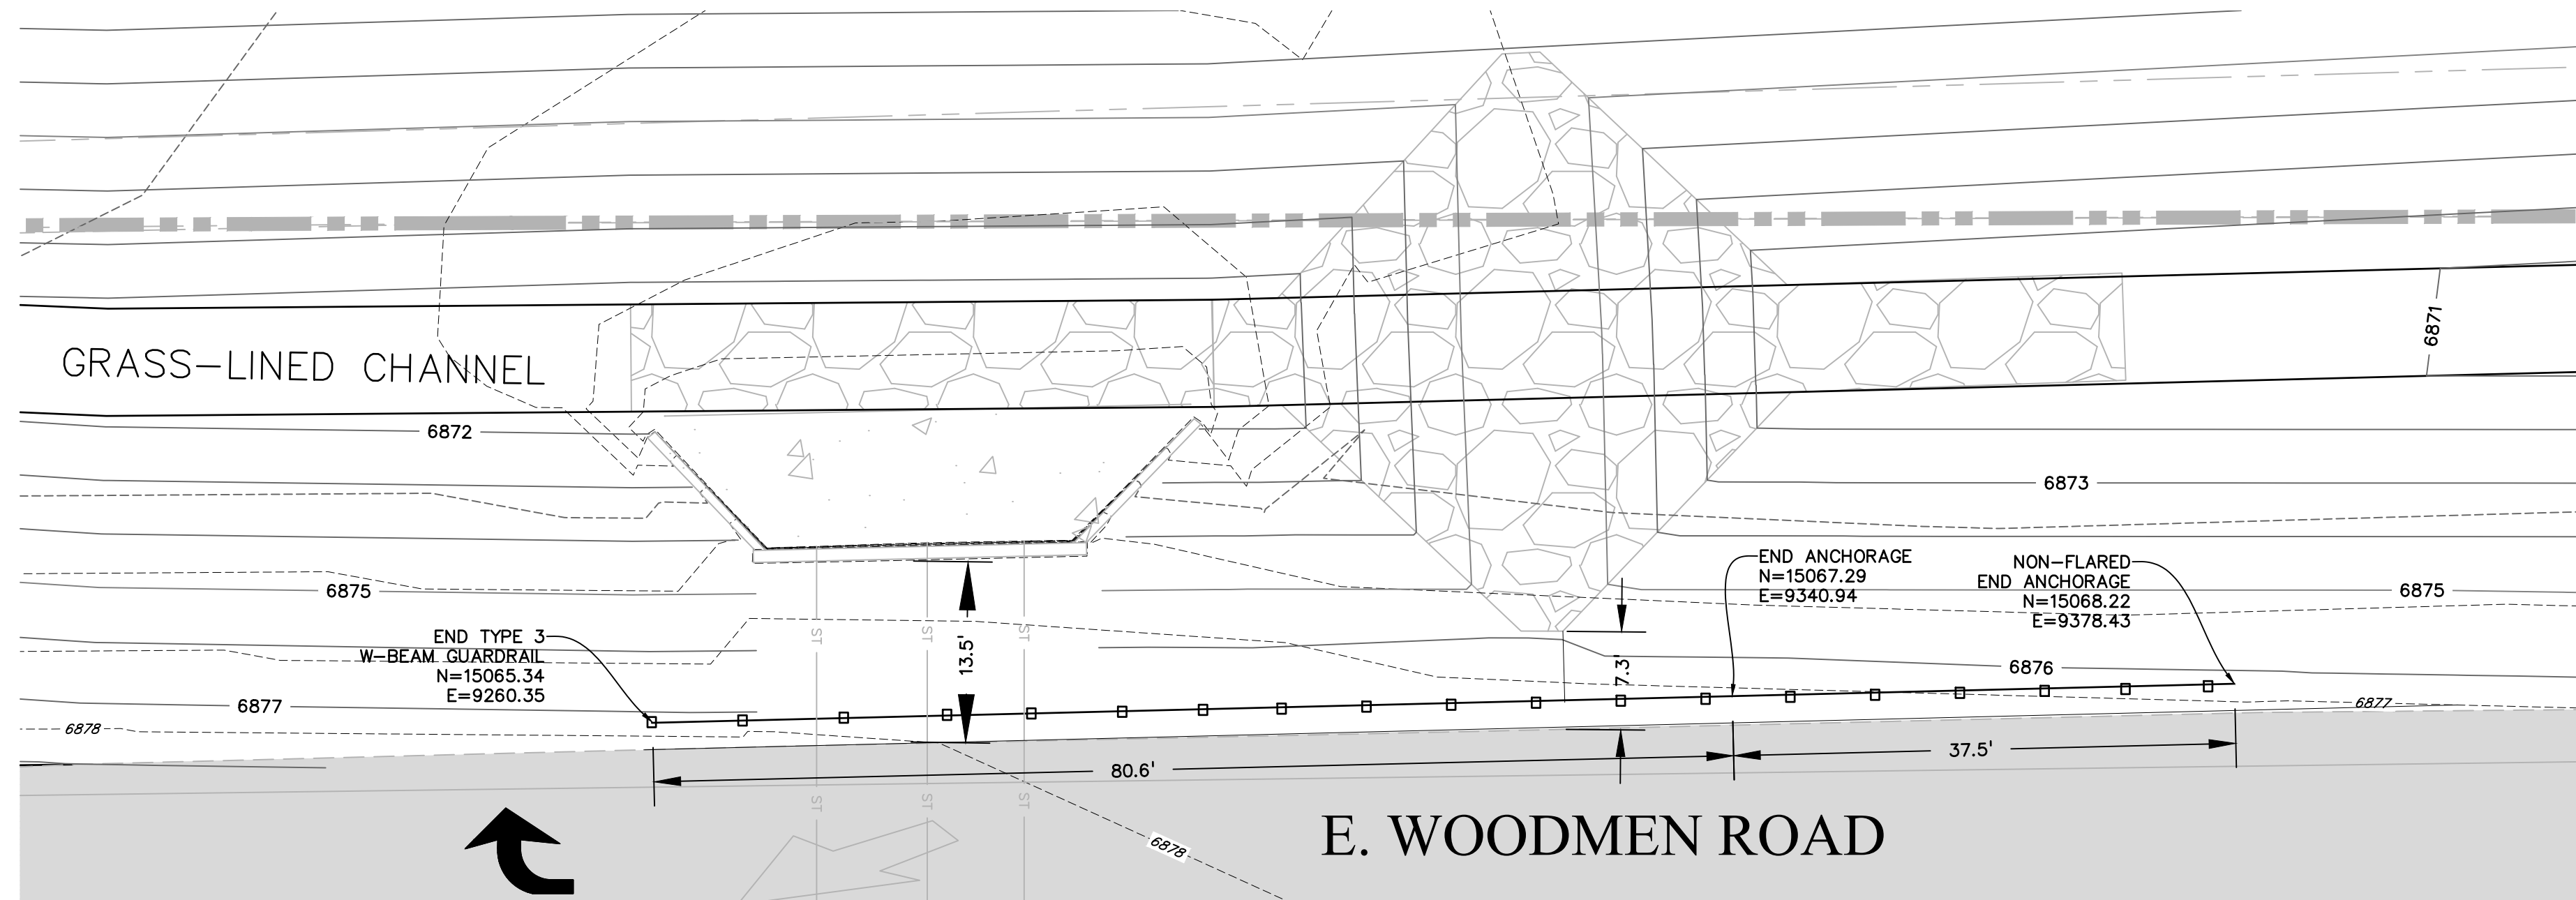 GRASS-LINED CHANNEL
6871
6872
6873
END ANCHORAGE
N=15067.29
E=9340.94
NON-FLARED
END ANCHORAGE
N=15068.22
E=9378.43
6875
6875
13.5'
7.3'
END TYPE 3
W-BEAM GUARDRAIL
N=15065.34
E=9260.35
ST
ST
ST
6876
6877
6877
6878
80.6'
37.5'
ST
ST
ST
6878
E. WOODMEN ROAD